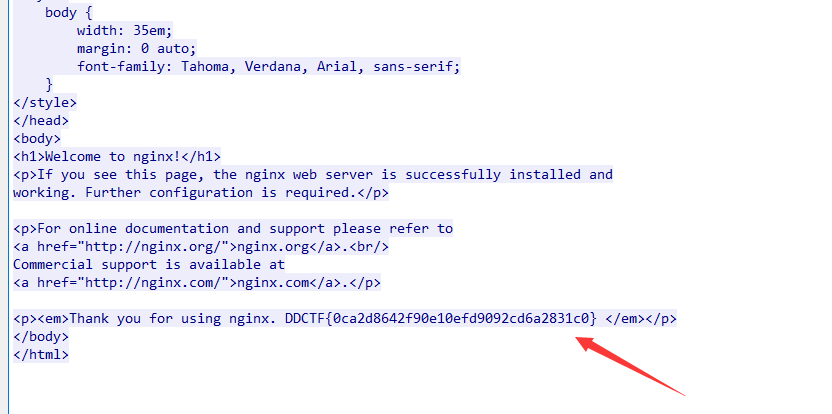 body {
width: 35em;
margin: 0 auto;
font-family: Tahoma, Verdana, Arial, sans-serif;
}
</style>
</head>
<body>
<h1>Welcome to nginx!</h1>
<p>If you see this page, the nginx web server is successfully installed and
working. Further configuration is required.</p>
<p>For online documentation and support please refer to
<a href="http://nginx.org/">nginx.org</a>.<br/>
Commercial support is available at
<a href="http://nginx.com/">nginx.com</a>.</p>
<p><em>Thank you for using nginx. DDCTF{0ca2d8642f90e10efd9092cd6a2831c0} </em></p>
</body>
</html>